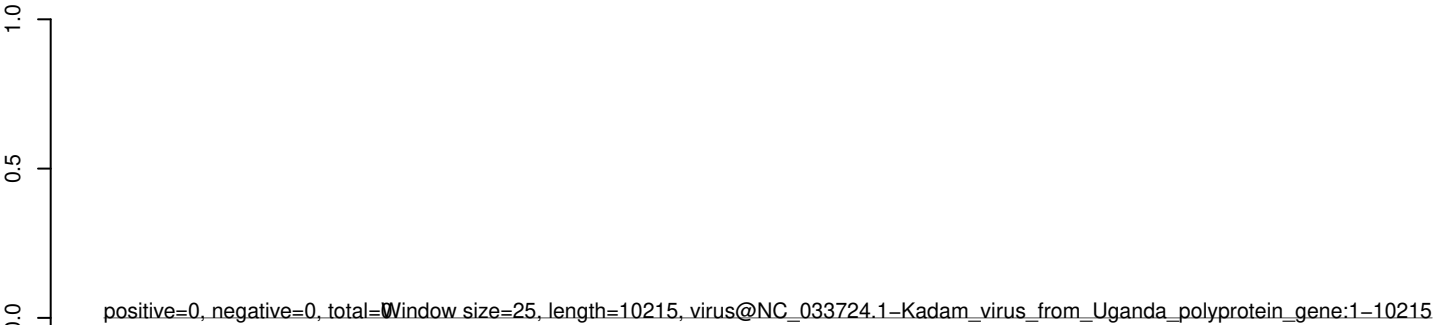 1.0
0.5
0.0
positive=0, negative=0, total=0
Window size=25, length=10215, virus@NC_033724.1−Kadam_virus_from_Uganda_polyprotein_gene:1−10215